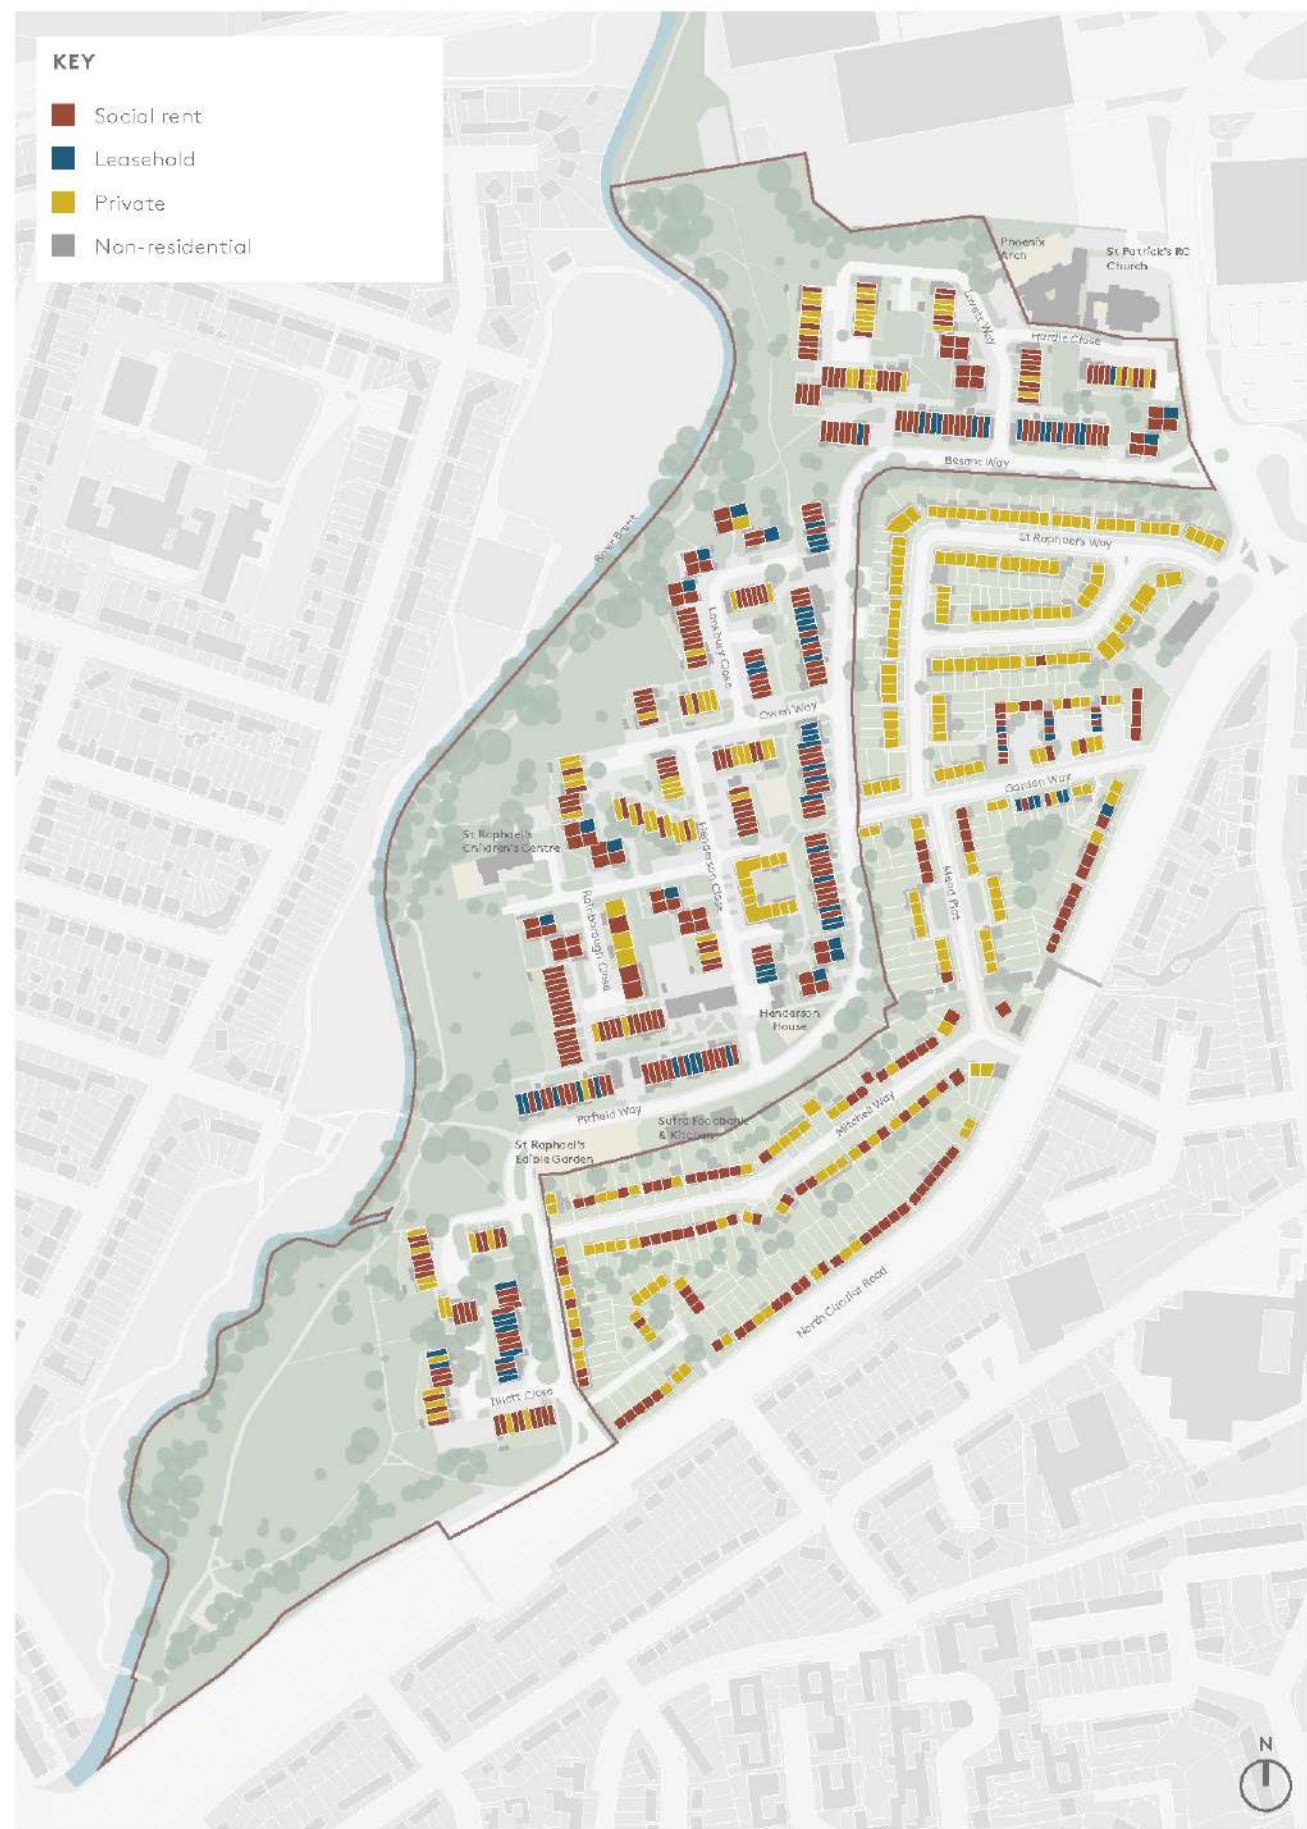 KEY
Social rent
Leasehold
Private
Non-residential
Phoenix
Arch
St Patrick's RC
Church
Lovett Way
Hardie Close
Besant Way
River Brent
St Raphael's Way
Lansbury Close
Owen Way
Garden Way
St Raphael's
Children's Centre
Henderson Close
Rainborough Close
Mead Plat
Henderson
House
Pitfield Way
Sufra Foodbank
& Kitchen
Mitchell Way
St Raphael's
Edible Garden
North Circular Road
Tillett Close
N